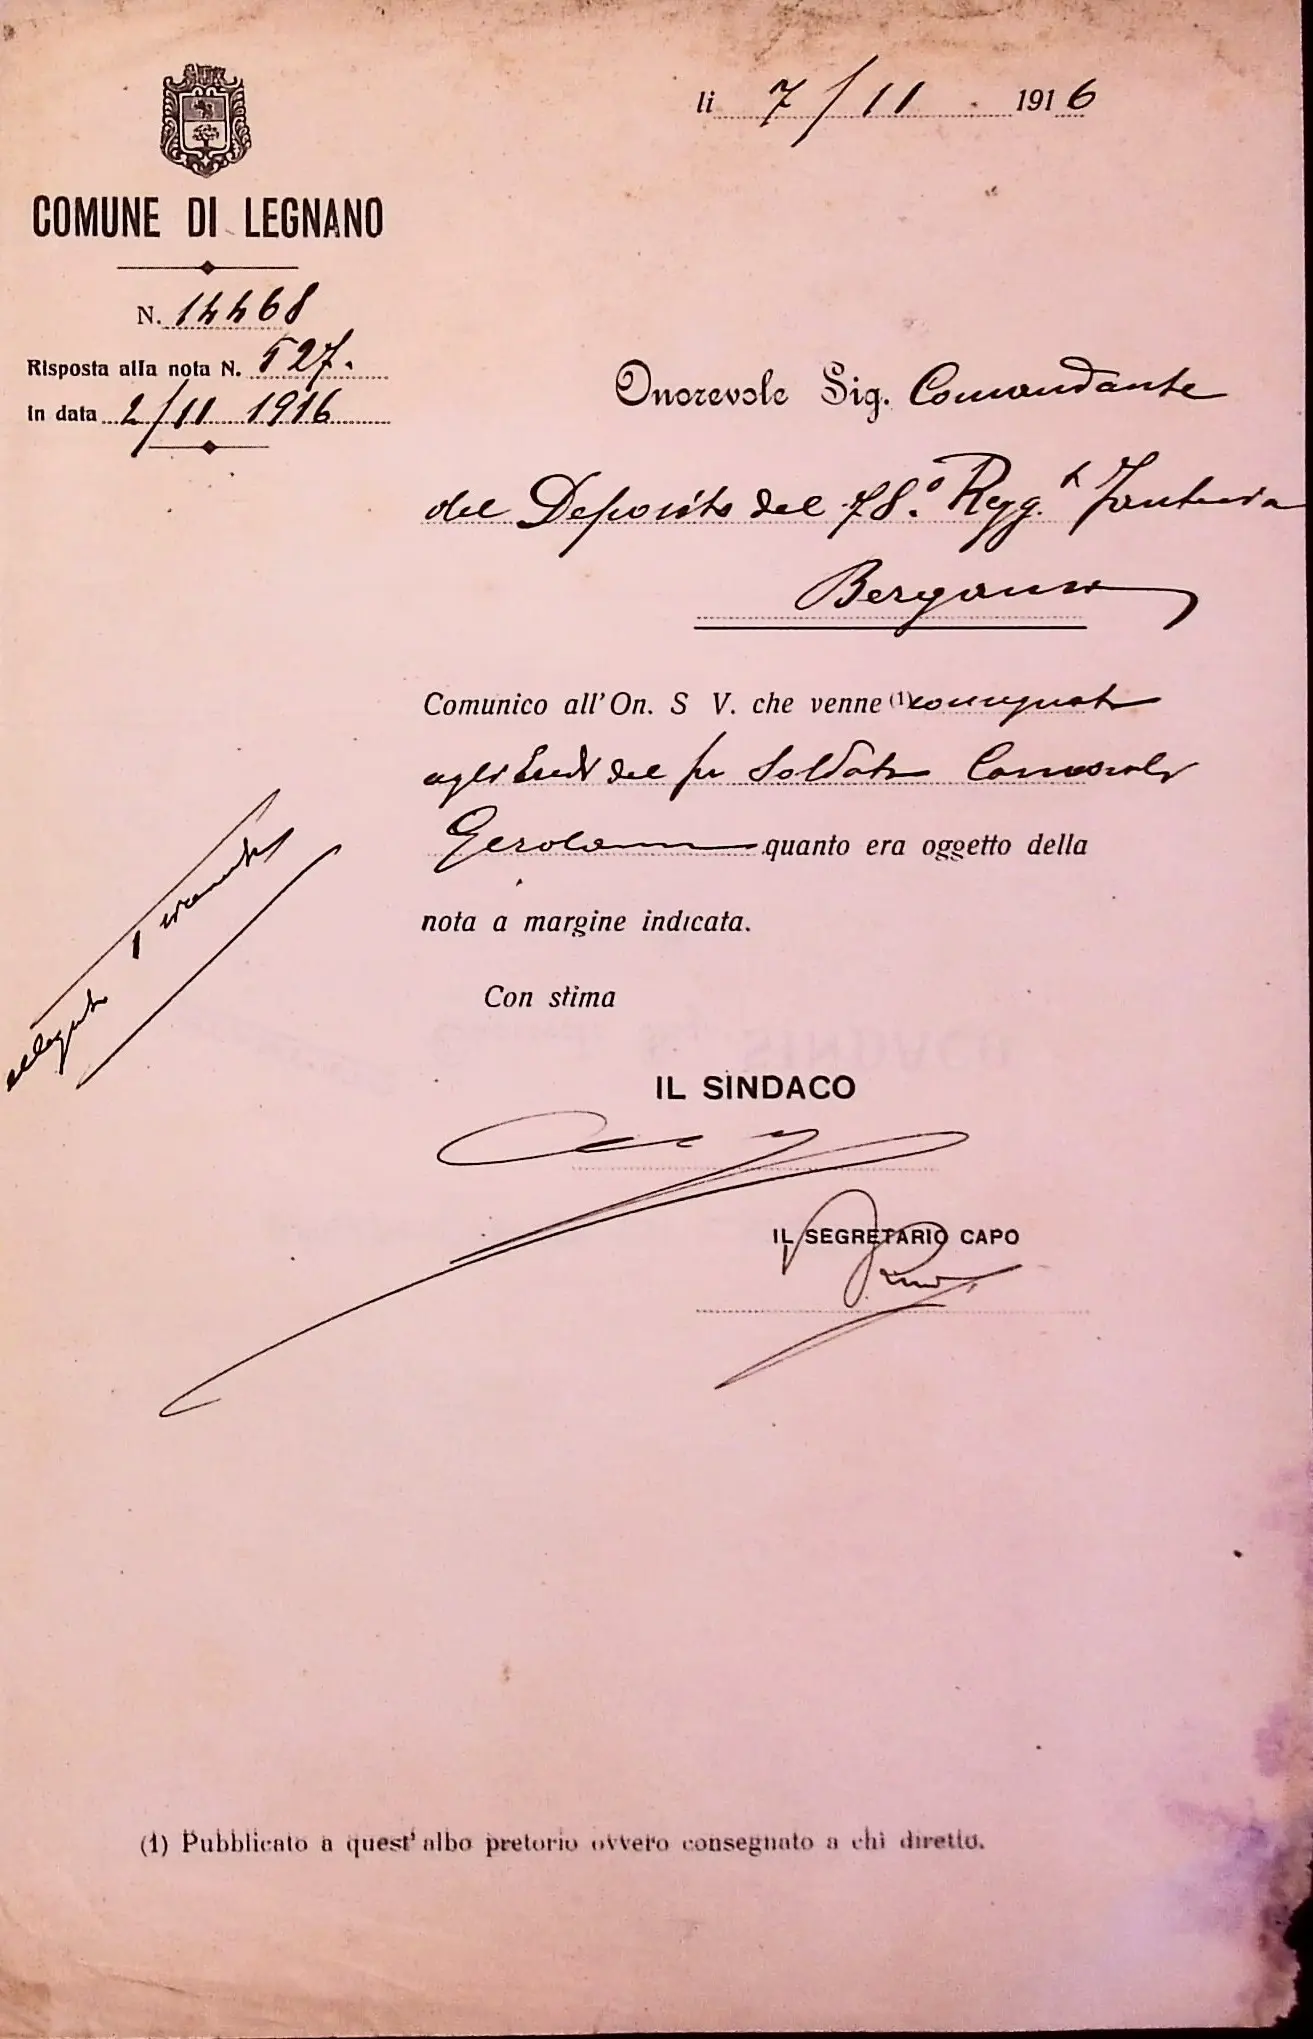 li 7/11 1916
COMUNE DI LEGNANO
N. 14468
Risposta alla nota N. 527.
In data 2/11 1916
Onorevole Sig. Comandante
del Deposito del 78.° Regg.t Fanteria
Bergamo
Comunico all'On. S V. che venne (1) consegnato
agli Eredi del fu Soldato
Gerolamo quanto era oggetto della
nota a margine indicata.
allegato 1
Con stima
IL SINDACO
IL SEGRETARIO CAPO
(1) Pubblicato a quest' albo pretorio ovvero consegnato a chi diretto.